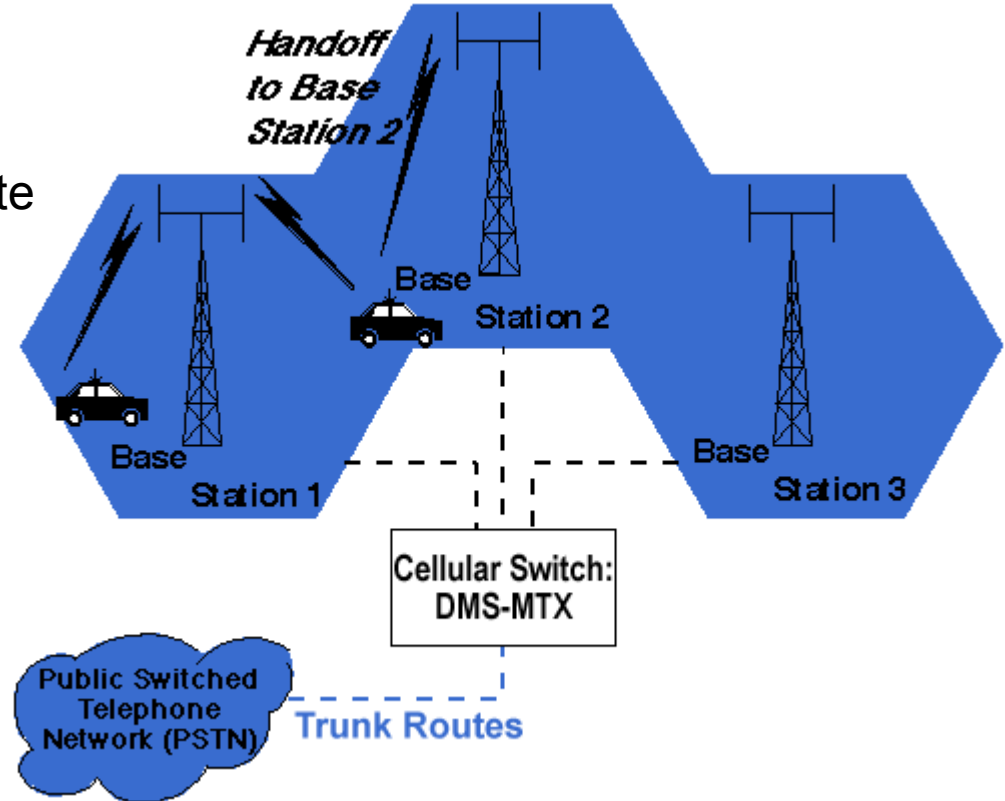 Handoff
to Base
Station 2
te
Base
Station 2
Base
Station 1
Base
Station 3
Cellular Switch:
DMS-MTX
Public Switched
Telephone
Network (PSTN)
Trunk Routes